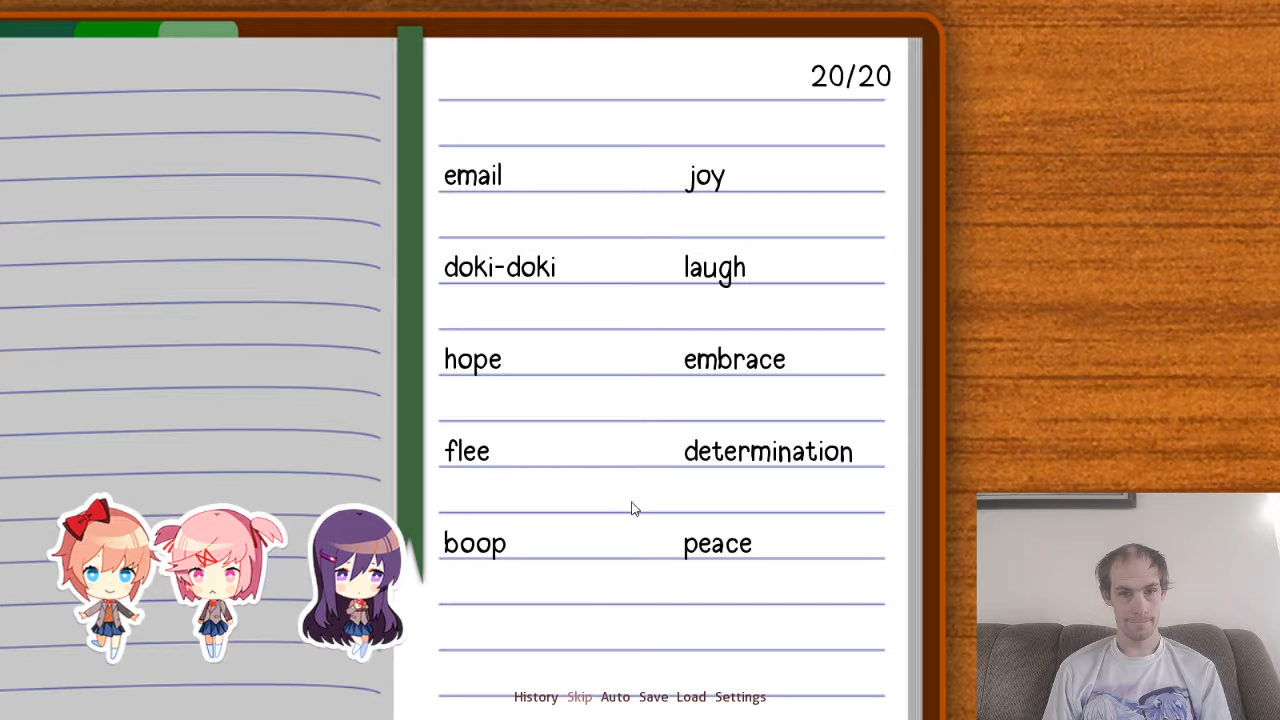 20/20
email joy
doki-doki laugh
hope embrace
flee determination
boop peace
History Skip Auto Save Load Settings